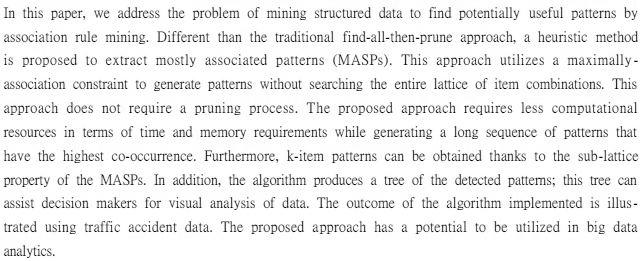 In this paper, we address the problem of mining structured data to find potentially useful patterns by
association rule mining. Different than the traditional find-all-then-prune approach, a heuristic method
is proposed to extract mostly associated patterns (MASPs). This approach utilizes a maximally-
association constraint to generate patterns without searching the entire lattice of item combinations. This
approach does not require a pruning process. The proposed approach requires less computational
resources in terms of time and memory requirements while generating a long sequence of patterns that
have the highest co-occurrence. Furthermore, k-item patterns can be obtained thanks to the sub-lattice
property of the MASPs. In addition, the algorithm produces a tree of the detected patterns; this tree can
assist decision makers for visual analysis of data. The outcome of the algorithm implemented is illus-
trated using traffic accident data. The proposed approach has a potential to be utilized in big data
analytics.